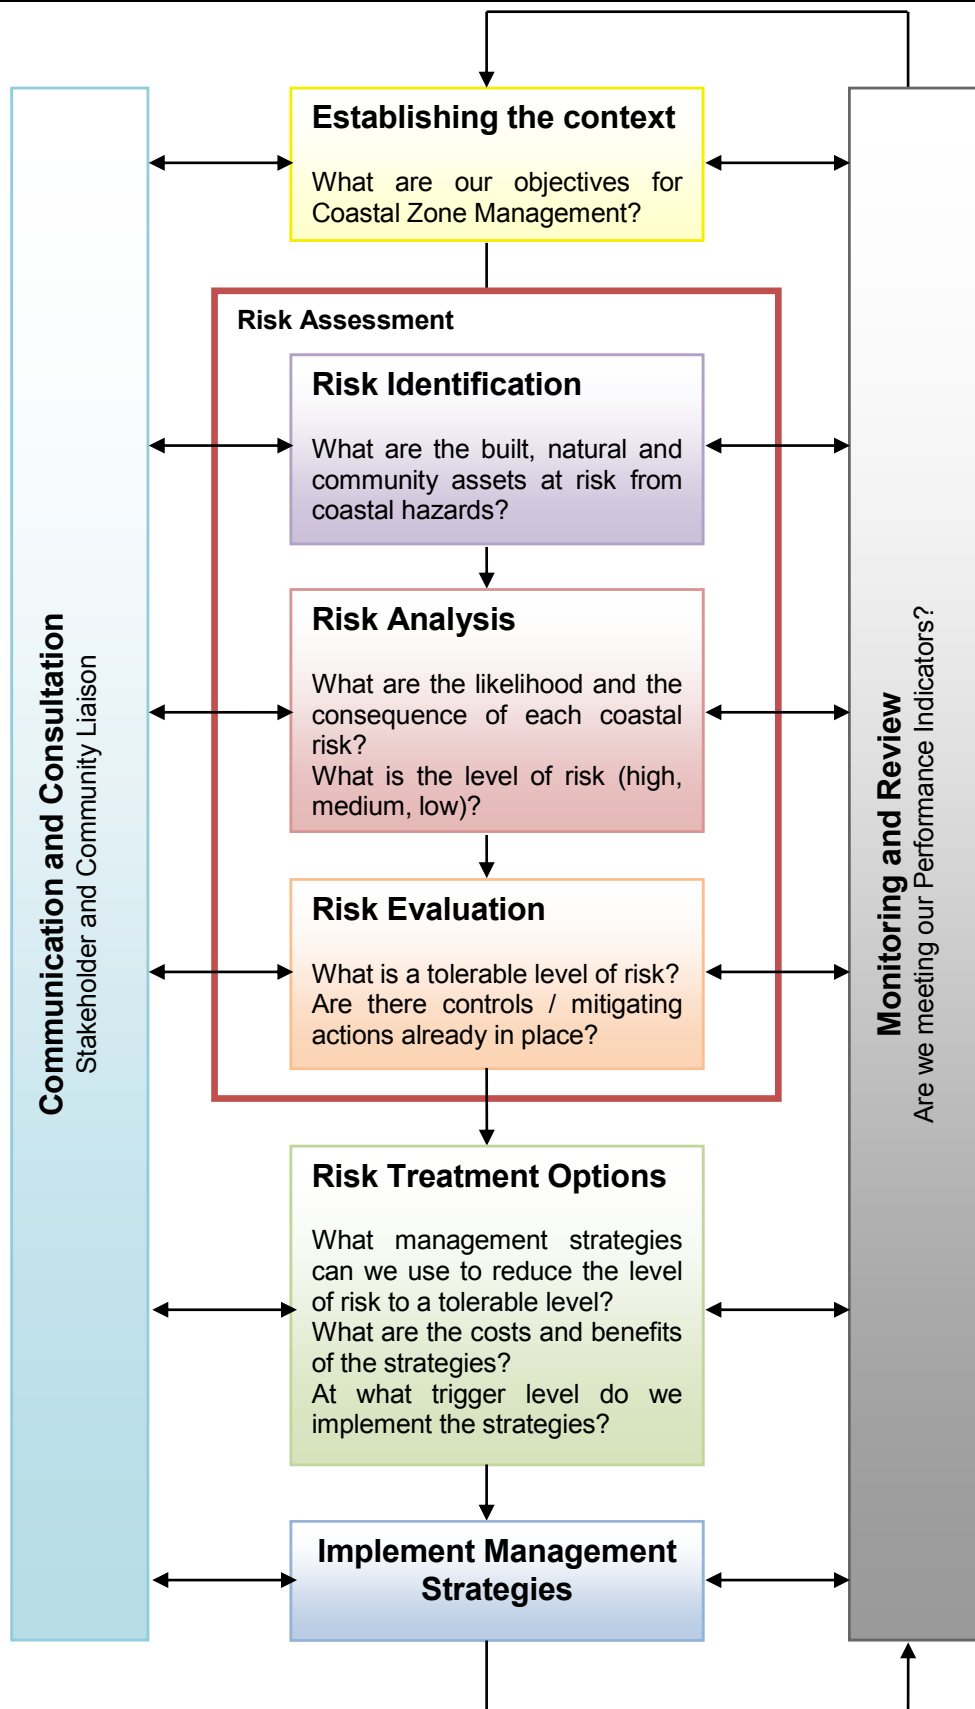 Establishing the context
What are our objectives for
Coastal Zone Management?
Risk Assessment
Risk Identification
What are the built, natural and
community assets at risk from
coastal hazards?
Risk Analysis
What are the likelihood and the
consequence of each coastal
risk?
What is the level of risk (high,
medium, low)?
Risk Evaluation
What is a tolerable level of risk?
Are there controls / mitigating
actions already in place?
Risk Treatment Options
What management strategies
can we use to reduce the level
of risk to a tolerable level?
What are the costs and benefits
of the strategies?
At what trigger level do we
implement the strategies?
Implement Management
Strategies
Communication and Consultation
Stakeholder and Community Liaison
Monitoring and Review
Are we meeting our Performance Indicators?